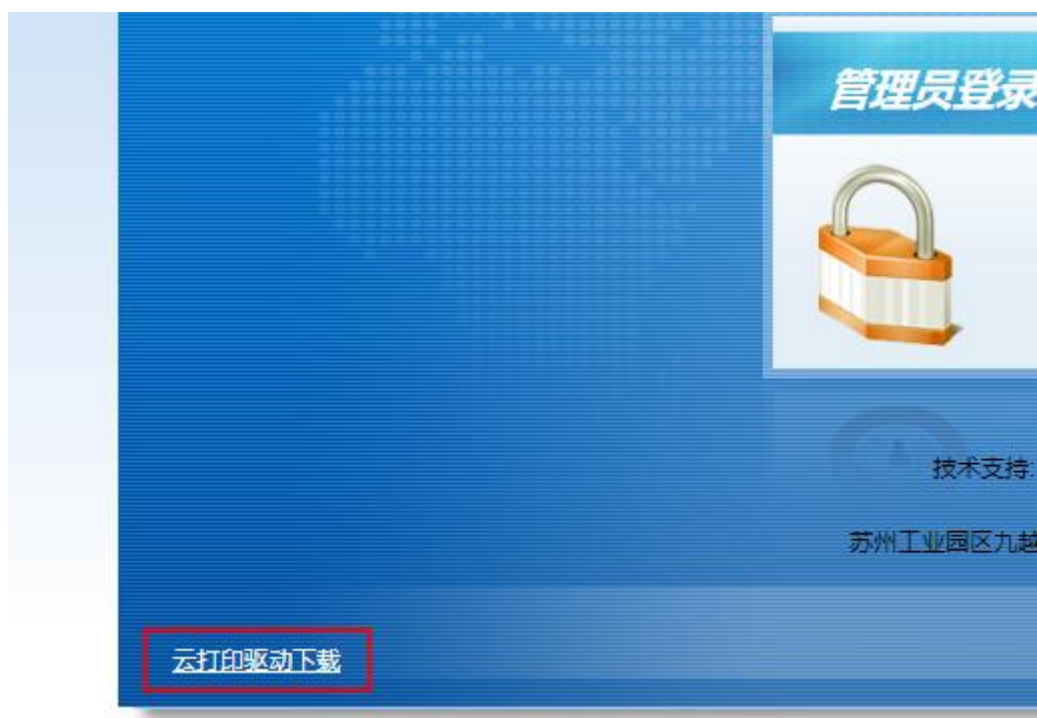 管理员登录
技术支持:
苏州工业园区九越
云打印驱动下载